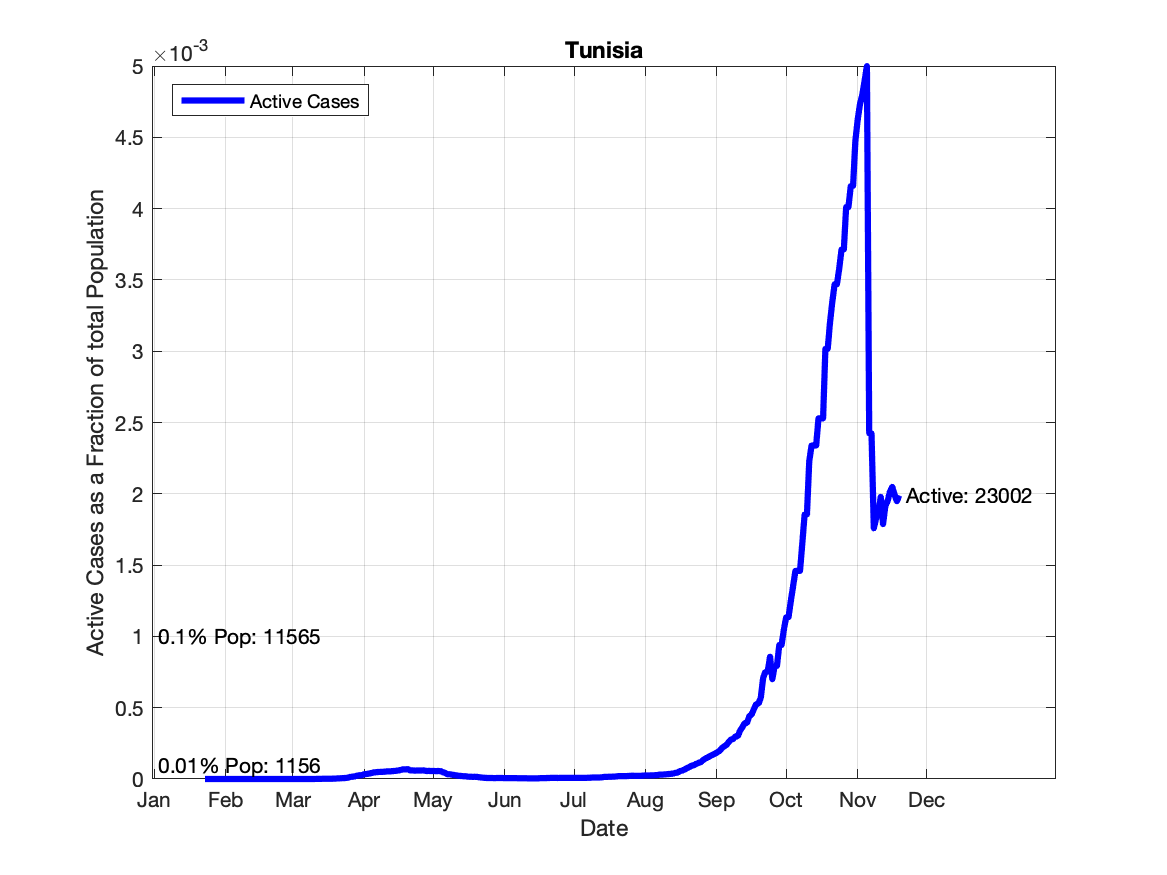 Tunisia
×10-3
5
Active Cases
4.5
4
3.5
3
2.5
2
Active: 23002
1.5
1
0.1% Pop: 11565
0.5
0.01% Pop: 1156
0
Active Cases as a Fraction of total Population
Jan Feb Mar Apr May Jun Jul Aug Sep Oct Nov Dec
Date